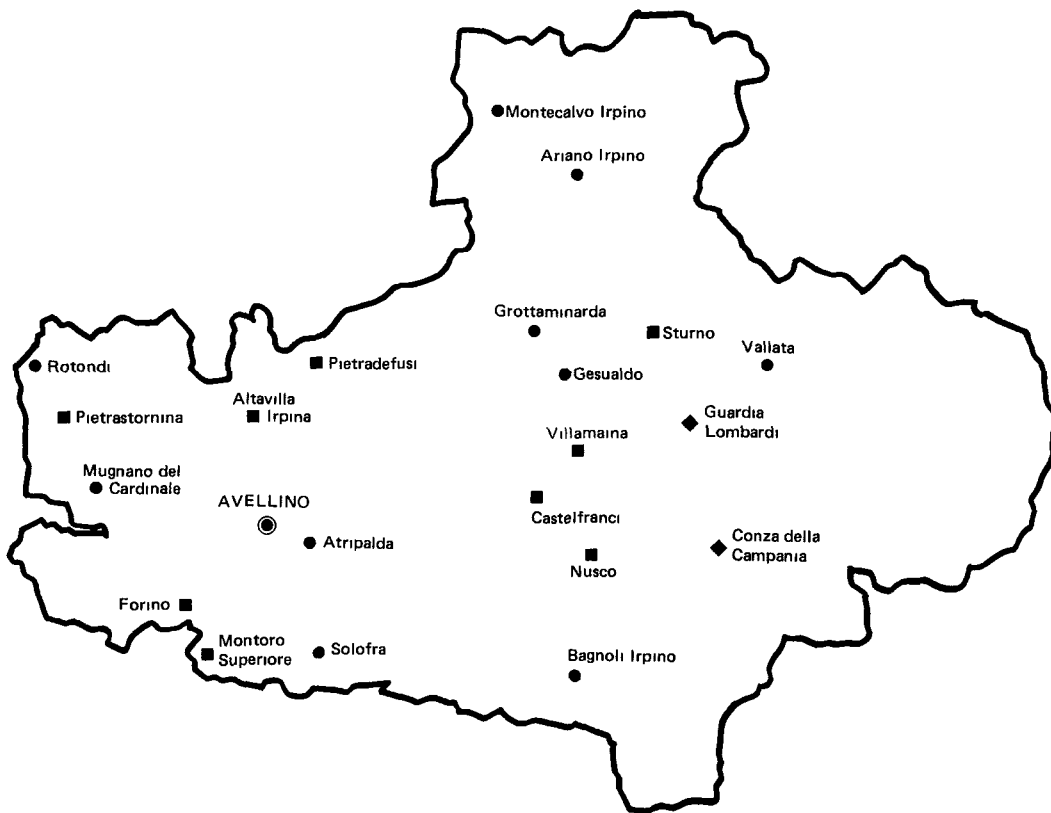 Montecalvo Irpino
Ariano Irpino
Grottaminarda
Sturno
Rotondi
Pietradefusi
Vallata
Gesualdo
Altavilla
Irpina
Pietrastornina
Guardia
Lombardi
Villamaina
Mugnano del
Cardinale
AVELLINO
Castelfranci
Atripalda
Conza della
Campania
Nusco
Forino
Montoro
Superiore
Solofra
Bagnoli Irpino